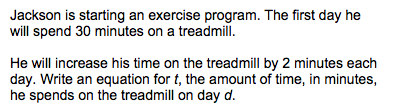 Jackson is starting an exercise program. The first day he
will spend 30 minutes on a treadmill.
He will increase his time on the treadmill by 2 minutes each
day. Write an equation for t, the amount of time, in minutes,
he spends on the treadmill on day d.